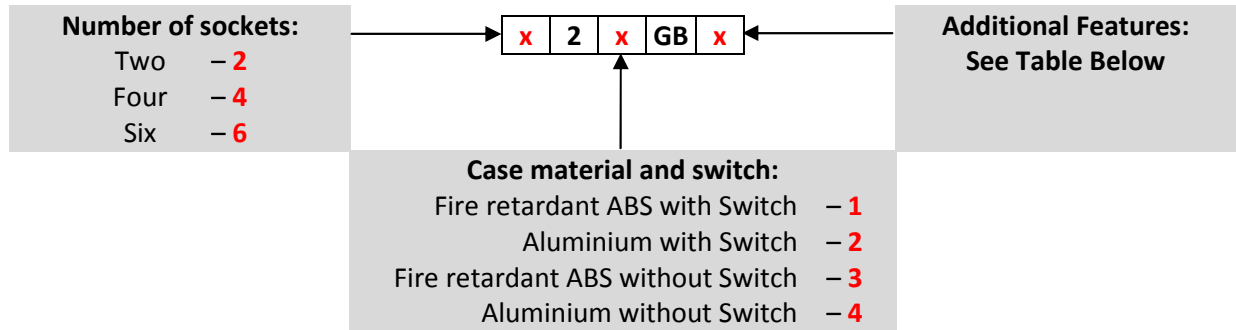 Number of sockets:
Two – 2
Four – 4
Six – 6
x 2 x GB x
Additional Features:
See Table Below
Case material and switch:
Fire retardant ABS with Switch – 1
Aluminium with Switch – 2
Fire retardant ABS without Switch – 3
Aluminium without Switch – 4